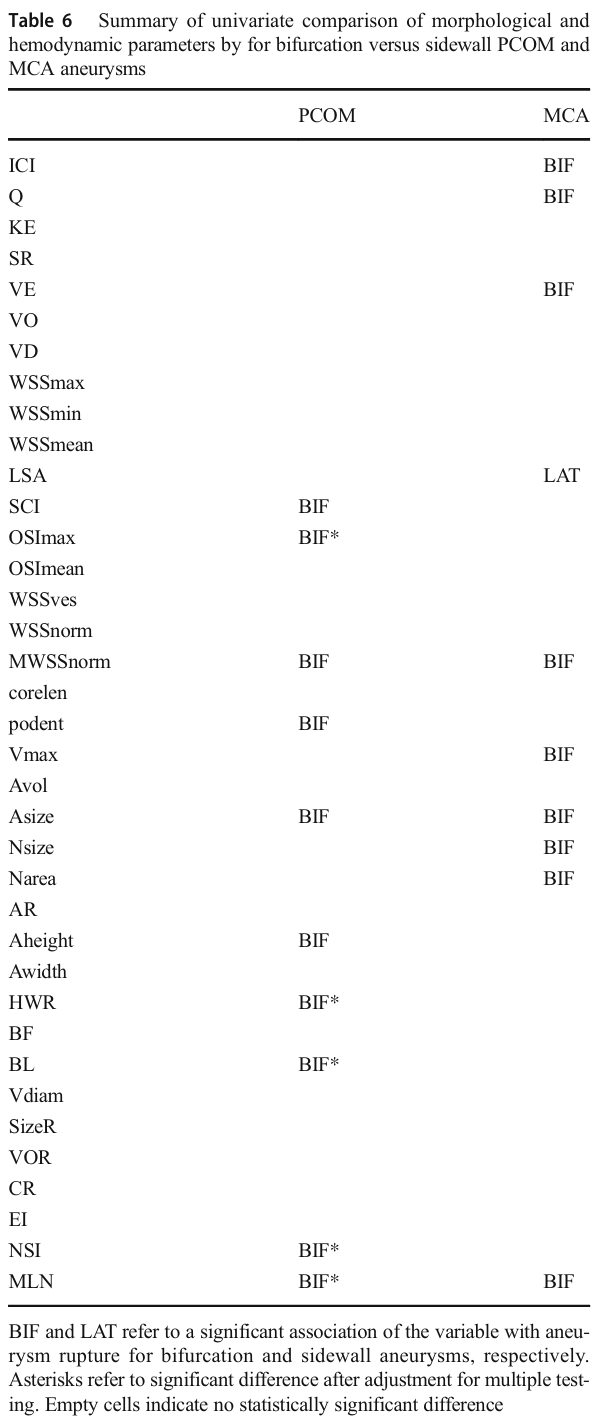 Table 6 Summary of univariate comparison of morphological and
hemodynamic parameters by for bifurcation versus sidewall PCOM and
MCA aneurysms
PCOM MCA
ICI BIF
Q BIF
KE
SR
VE BIF
VO
VD
WSSmax
WSSmin
WSSmean
LSA LAT
SCI BIF
OSImax BIF*
OSImean
WSSves
WSSnorm
MWSSnorm BIF BIF
corelen
podent BIF
Vmax BIF
Avol
Asize BIF BIF
Nsize BIF
Narea BIF
AR
Aheight BIF
Awidth
HWR BIF*
BF
BL BIF*
Vdiam
SizeR
VOR
CR
EI
NSI BIF*
MLN BIF* BIF
BIF and LAT refer to a significant association of the variable with aneu-
rysm rupture for bifurcation and sidewall aneurysms, respectively.
Asterisks refer to significant difference after adjustment for multiple test-
ing. Empty cells indicate no statistically significant difference